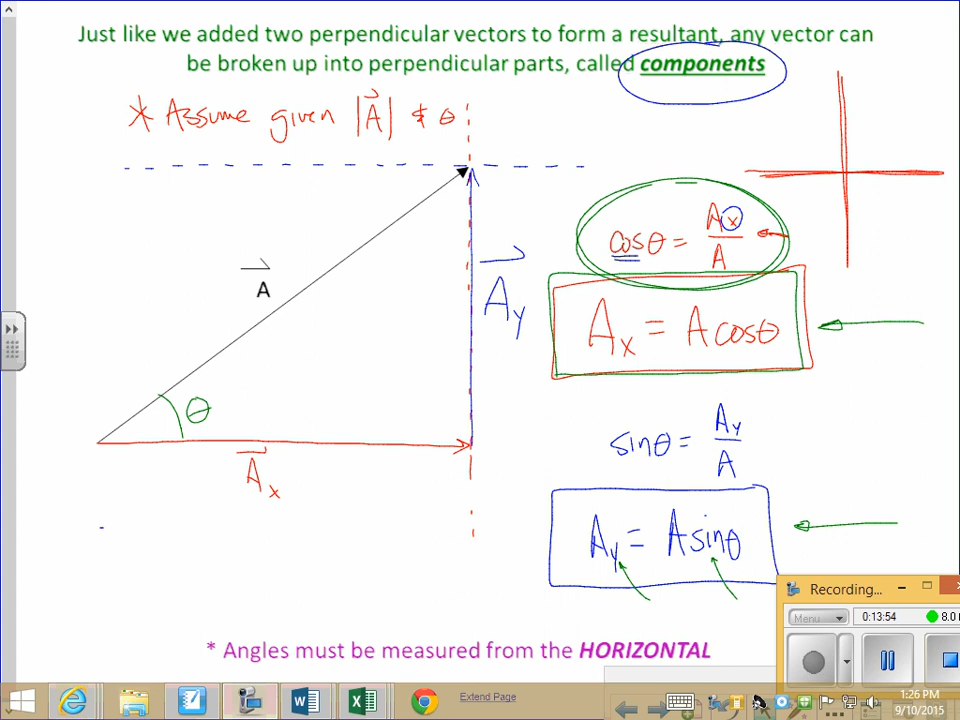 Just like we added two perpendicular vectors to form a resultant, any vector can
be broken up into perpendicular parts, called components
* Assume given |A| & θ
cosθ = Ax/A
A
Ay
Ax = A cosθ
θ
sinθ = Ay/A
Ax
Ay = A sinθ
Recording...
Menu
0:13:54
8.0
* Angles must be measured from the HORIZONTAL
Extend Page
1:26 PM
9/10/2015